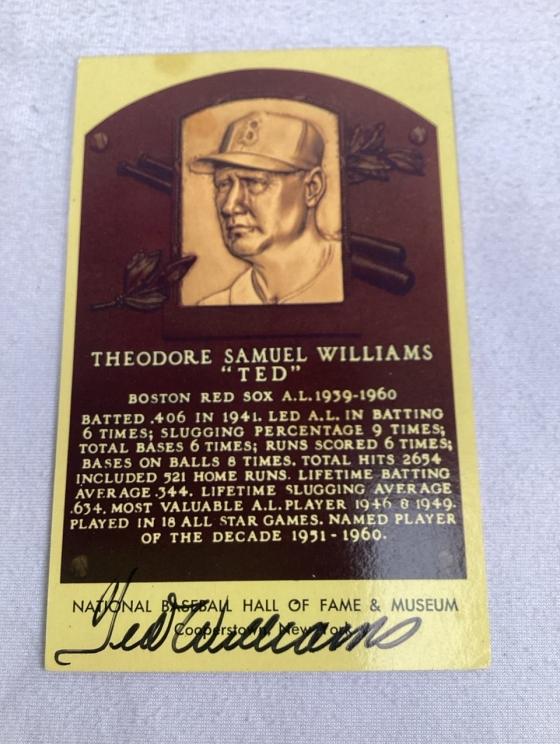 B
THEODORE SAMUEL WILLIAMS
"TED"
BOSTON RED SOX A.L. 1939-1960
BATTED .406 IN 1941. LED A.L. IN BATTING
6 TIMES; SLUGGING PERCENTAGE 9 TIMES;
TOTAL BASES 6 TIMES; RUNS SCORED 6 TIMES;
BASES ON BALLS 8 TIMES. TOTAL HITS 2654
INCLUDED 521 HOME RUNS. LIFETIME BATTING
AVERAGE .344. LIFETIME SLUGGING AVERAGE
.634. MOST VALUABLE A.L. PLAYER 1946 & 1949.
PLAYED IN 18 ALL STAR GAMES. NAMED PLAYER
OF THE DECADE 1951-1960.
NATIONAL BASEBALL HALL OF FAME & MUSEUM
Cooperstown, New York
Ted Williams